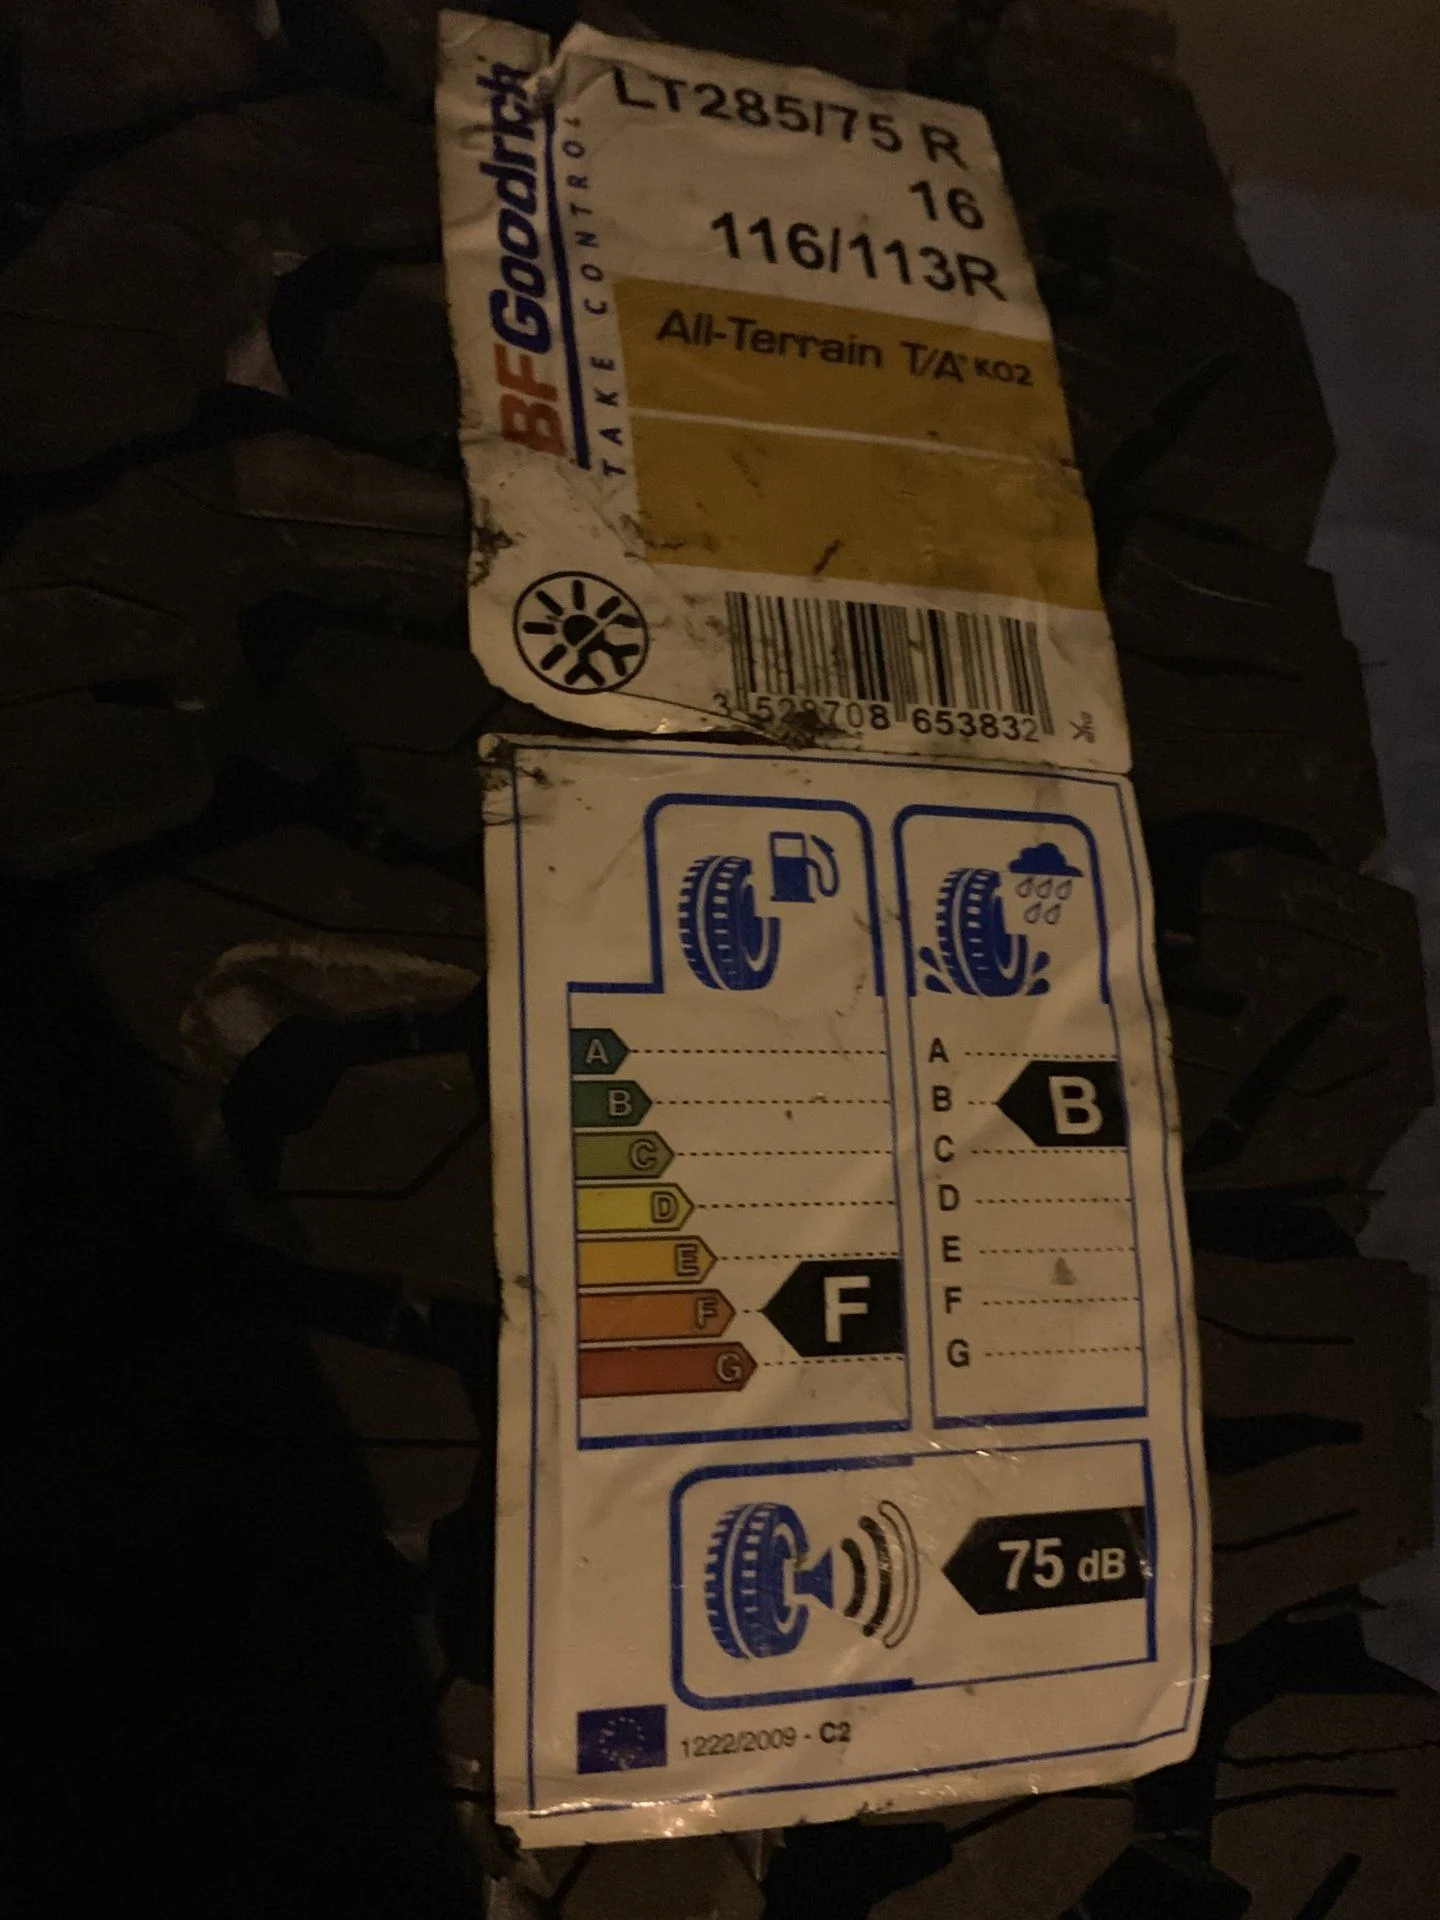 BFGoodrich
TAKE CONTROL
LT285/75 R
16
116/113R
All-Terrain T/A® KO2
3 528708 653832
A
B
C
D
E
F
G
F
A
B
C
D
E
F
G
B
75 dB
1222/2009 - C2